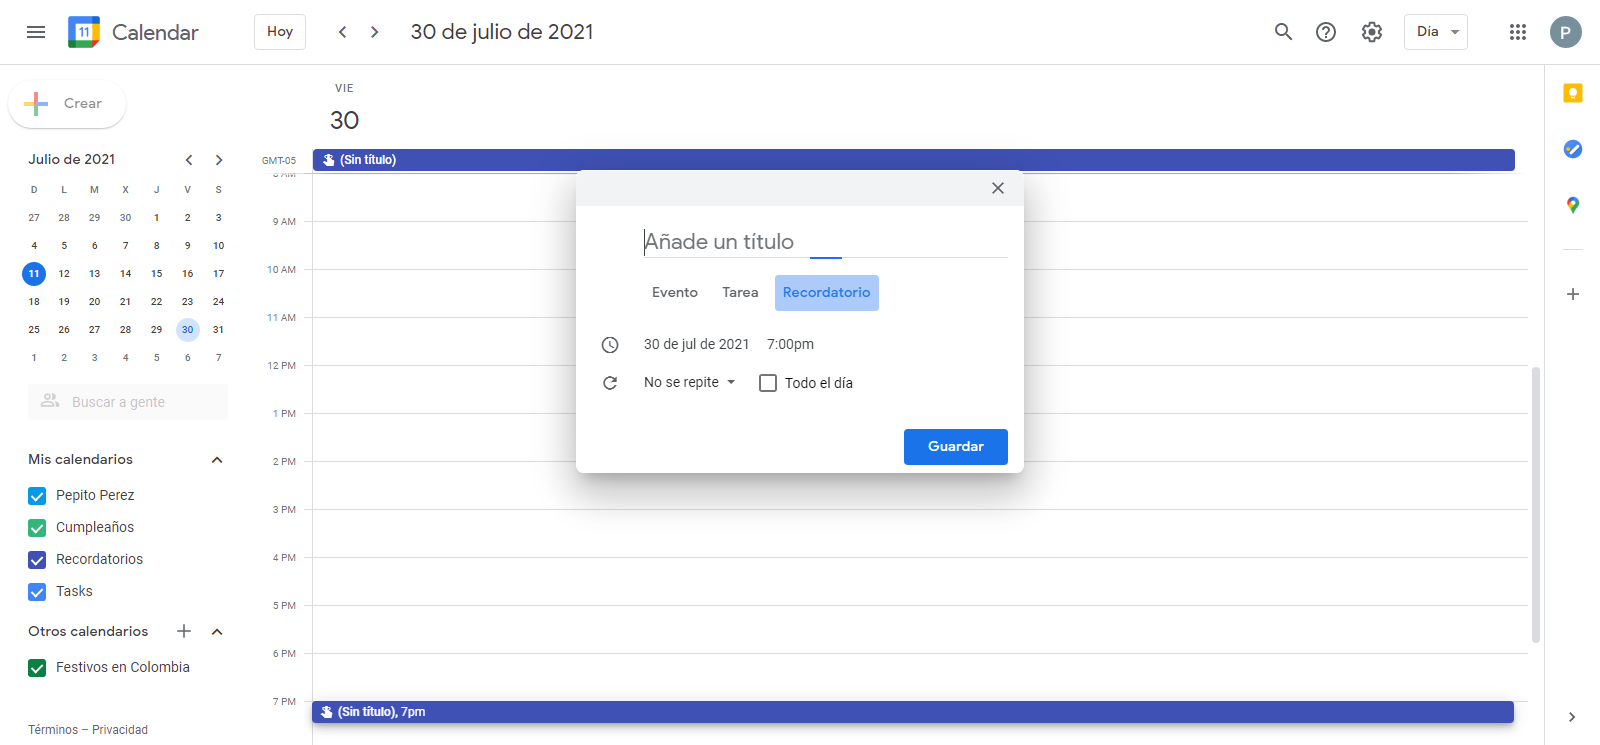 11 Calendar Hoy 30 de julio de 2021 Día P
Crear
Julio de 2021
D L M X J V S
27 28 29 30 1 2 3
4 5 6 7 8 9 10
11 12 13 14 15 16 17
18 19 20 21 22 23 24
25 26 27 28 29 30 31
1 2 3 4 5 6 7
Buscar a gente
Mis calendarios
Pepito Perez
Cumpleaños
Recordatorios
Tasks
Otros calendarios
Festivos en Colombia
Términos – Privacidad
VIE
30
GMT-05 (Sin título)
8 AM
9 AM
10 AM
11 AM
12 PM
1 PM
2 PM
3 PM
4 PM
5 PM
6 PM
7 PM (Sin título), 7pm
Añade un título
Evento Tarea Recordatorio
30 de jul de 2021 7:00pm
No se repite Todo el día
Guardar